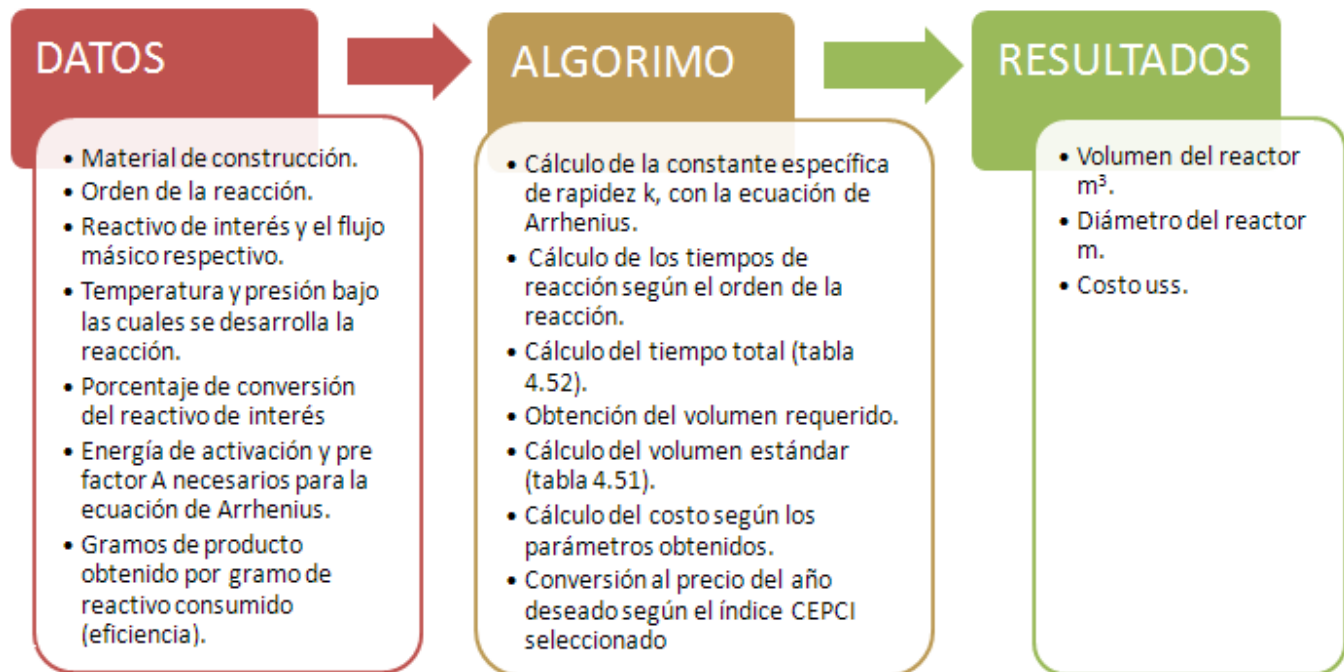 DATOS
• Material de construcción.
• Orden de la reacción.
• Reactivo de interés y el flujo
másico respectivo.
• Temperatura y presión bajo
las cuales se desarrolla la
reacción.
• Porcentaje de conversión
del reactivo de interés
• Energía de activación y pre
factor A necesarios para la
ecuación de Arrhenius.
• Gramos de producto
obtenido por gramo de
reactivo consumido
(eficiencia).
ALGORIMO
• Cálculo de la constante específica
de rapidez k, con la ecuación de
Arrhenius.
• Cálculo de los tiempos de
reacción según el orden de la
reacción.
• Cálculo del tiempo total (tabla
4.52).
• Obtención del volumen requerido.
• Cálculo del volumen estándar
(tabla 4.51).
• Cálculo del costo según los
parámetros obtenidos.
• Conversión al precio del año
deseado según el índice CEPCI
seleccionado
RESULTADOS
• Volumen del reactor
m³.
• Diámetro del reactor
m.
• Costo uss.